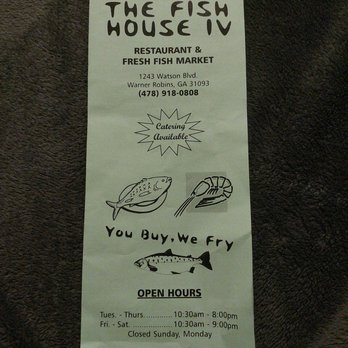 THE FISH
HOUSE IV
RESTAURANT &
FRESH FISH MARKET
1243 Watson Blvd.
Warner Robins, GA 31093
(478) 918-0808
Catering
Available
You Buy, We Fry
OPEN HOURS
Tues. - Thurs. ............ 10:30am - 8:00pm
Fri. - Sat. .................. 10:30am - 9:00pm
Closed Sunday, Monday